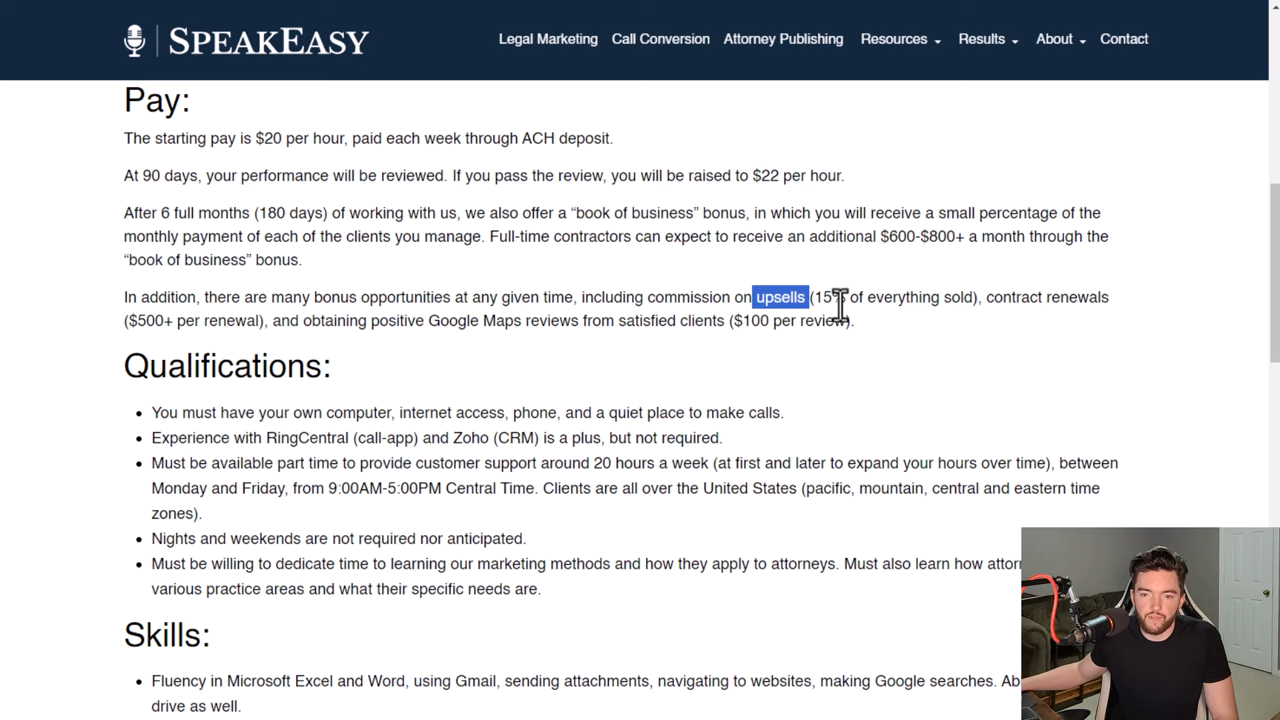 SPEAKEASY
Legal Marketing Call Conversion Attorney Publishing Resources Results About Contact
Pay:
The starting pay is $20 per hour, paid each week through ACH deposit.
At 90 days, your performance will be reviewed. If you pass the review, you will be raised to $22 per hour.
After 6 full months (180 days) of working with us, we also offer a “book of business” bonus, in which you will receive a small percentage of the
monthly payment of each of the clients you manage. Full-time contractors can expect to receive an additional $600-$800+ a month through the
“book of business” bonus.
In addition, there are many bonus opportunities at any given time, including commission on upsells (15% of everything sold), contract renewals
($500+ per renewal), and obtaining positive Google Maps reviews from satisfied clients ($100 per review).
Qualifications:
• You must have your own computer, internet access, phone, and a quiet place to make calls.
• Experience with RingCentral (call-app) and Zoho (CRM) is a plus, but not required.
• Must be available part time to provide customer support around 20 hours a week (at first and later to expand your hours over time), between
Monday and Friday, from 9:00AM-5:00PM Central Time. Clients are all over the United States (pacific, mountain, central and eastern time
zones).
• Nights and weekends are not required nor anticipated.
• Must be willing to dedicate time to learning our marketing methods and how they apply to attorneys. Must also learn how
various practice areas and what their specific needs are.
Skills:
• Fluency in Microsoft Excel and Word, using Gmail, sending attachments, navigating to websites, making Google searches.
drive as well.